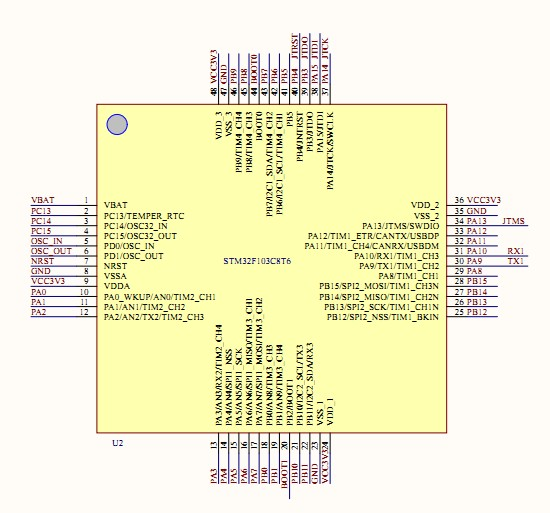 48 VCC3V3
47 GND
46 PB9
45 PB8
44 BOOT0
43 PB7
42 PB6
41 PB5
40 PB4 JTRST
39 PB3 JTDO
38 PA15 JTDI
37 PA14 JTCK
VDD_3
VSS_3
PB9/TIM4_CH4
PB8/TIM4_CH3
BOOT0
PB7/I2C1_SDA/TIM4_CH2
PB6/I2C1_SCL/TIM4_CH1
PB5
PB4/JNTRST
PB3/JTDO
PA15/JTDI
PA14/JTCK/SWCLK
VBAT 1 VBAT
PC13 2 PC13/TEMPER_RTC
PC14 3 PC14/OSC32_IN
PC15 4 PC15/OSC32_OUT
OSC_IN 5 PD0/OSC_IN
OSC_OUT 6 PD1/OSC_OUT
NRST 7 NRST
GND 8 VSSA
VCC3V3 9 VDDA
PA0 10 PA0_WKUP/AN0/TIM2_CH1
PA1 11 PA1/AN1/TIM2_CH2
PA2 12 PA2/AN2/TX2/TIM2_CH3
STM32F103C8T6
VDD_2 36 VCC3V3
VSS_2 35 GND
PA13/JTMS/SWDIO 34 PA13 JTMS
PA12/TIM1_ETR/CANTX/USBDP 33 PA12
PA11/TIM1_CH4/CANRX/USBDM 32 PA11
PA10/RX1/TIM1_CH3 31 PA10 RX1
PA9/TX1/TIM1_CH2 30 PA9 TX1
PA8/TIM1_CH1 29 PA8
PB15/SPI2_MOSI/TIM1_CH3N 28 PB15
PB14/SPI2_MISO/TIM1_CH2N 27 PB14
PB13/SPI2_SCK/TIM1_CH1N 26 PB13
PB12/SPI2_NSS/TIM1_BKIN 25 PB12
PA3/AN3/RX2/TIM2_CH4
PA4/AN4/SPI1_NSS
PA5/AN5/SPI1_SCK
PA6/AN6/SPI1_MISO/TIM3_CH1
PA7/AN7/SPI1_MOSI/TIM3_CH2
PB0/AN8/TIM3_CH3
PB1/AN9/TIM3_CH4
PB2/BOOT1
PB10/I2C2_SCL/TX3
PB11/I2C2_SDA/RX3
VSS_1
VDD_1
U2
PA3 13
PA4 14
PA5 15
PA6 16
PA7 17
PB0 18
PB1 19
BOOT1 20
PB10 21
PB11 22
GND 23
VCC3V3 24